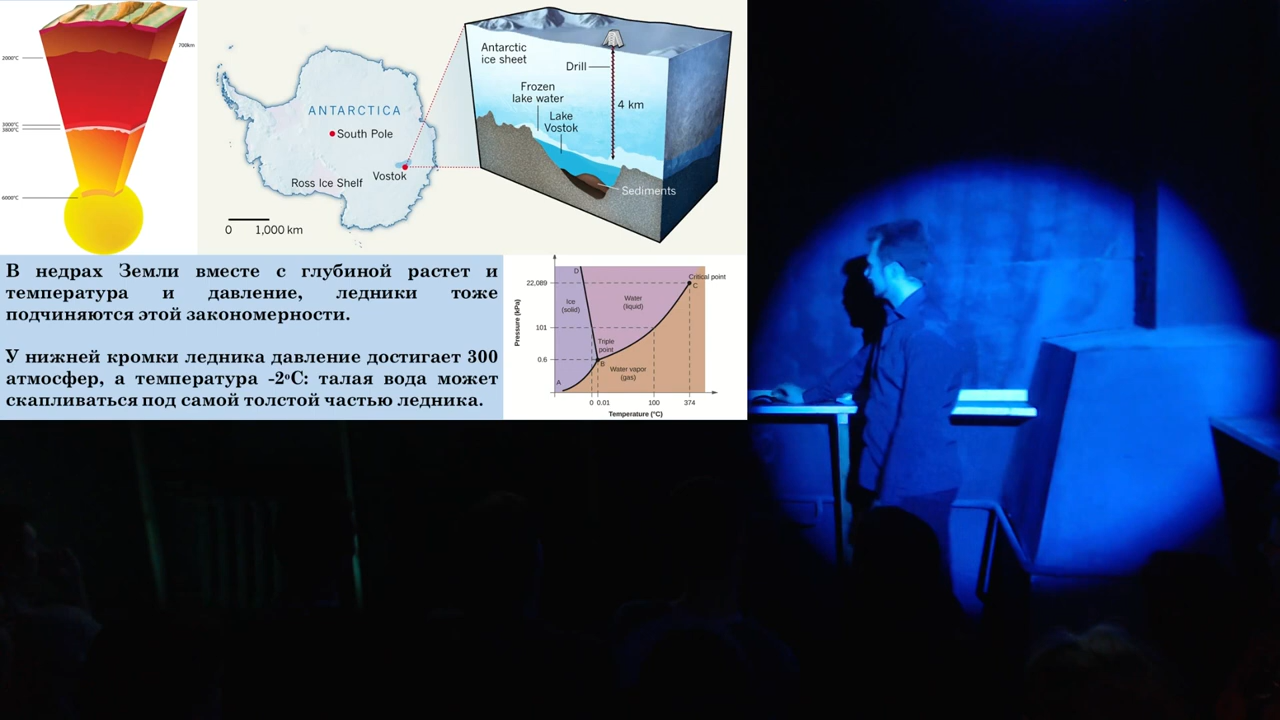 700km
2000°C
3000°C
3800°C
6000°C
ANTARCTICA
South Pole
Vostok
Ross Ice Shelf
0 1,000 km
Antarctic
ice sheet
Drill
Frozen
lake water
4 km
Lake
Vostok
Sediments
В недрах Земли вместе с глубиной растет и
температура и давление, ледники тоже
подчиняются этой закономерности.
У нижней кромки ледника давление достигает 300
атмосфер, а температура -2°С: талая вода может
скапливаться под самой толстой частью ледника.
Pressure (kPa)
22,089
101
0.6
D
Critical point
C
Ice
(solid)
Water
(liquid)
Triple
point
B
Water vapor
(gas)
A
0 0.01 100 374
Temperature (°C)